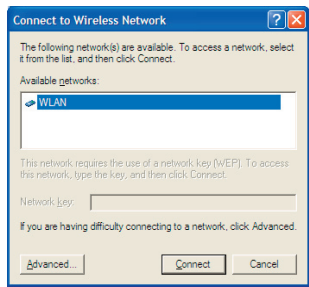 Connect to Wireless Network
The following network(s) are available. To access a network, select
it from the list, and then click Connect.
Available networks:
WLAN
This network requires the use of a network key (WEP). To access
this network, type the key, and then click Connect.
Network key:
If you are having difficulty connecting to a network, click Advanced.
Advanced... Connect Cancel